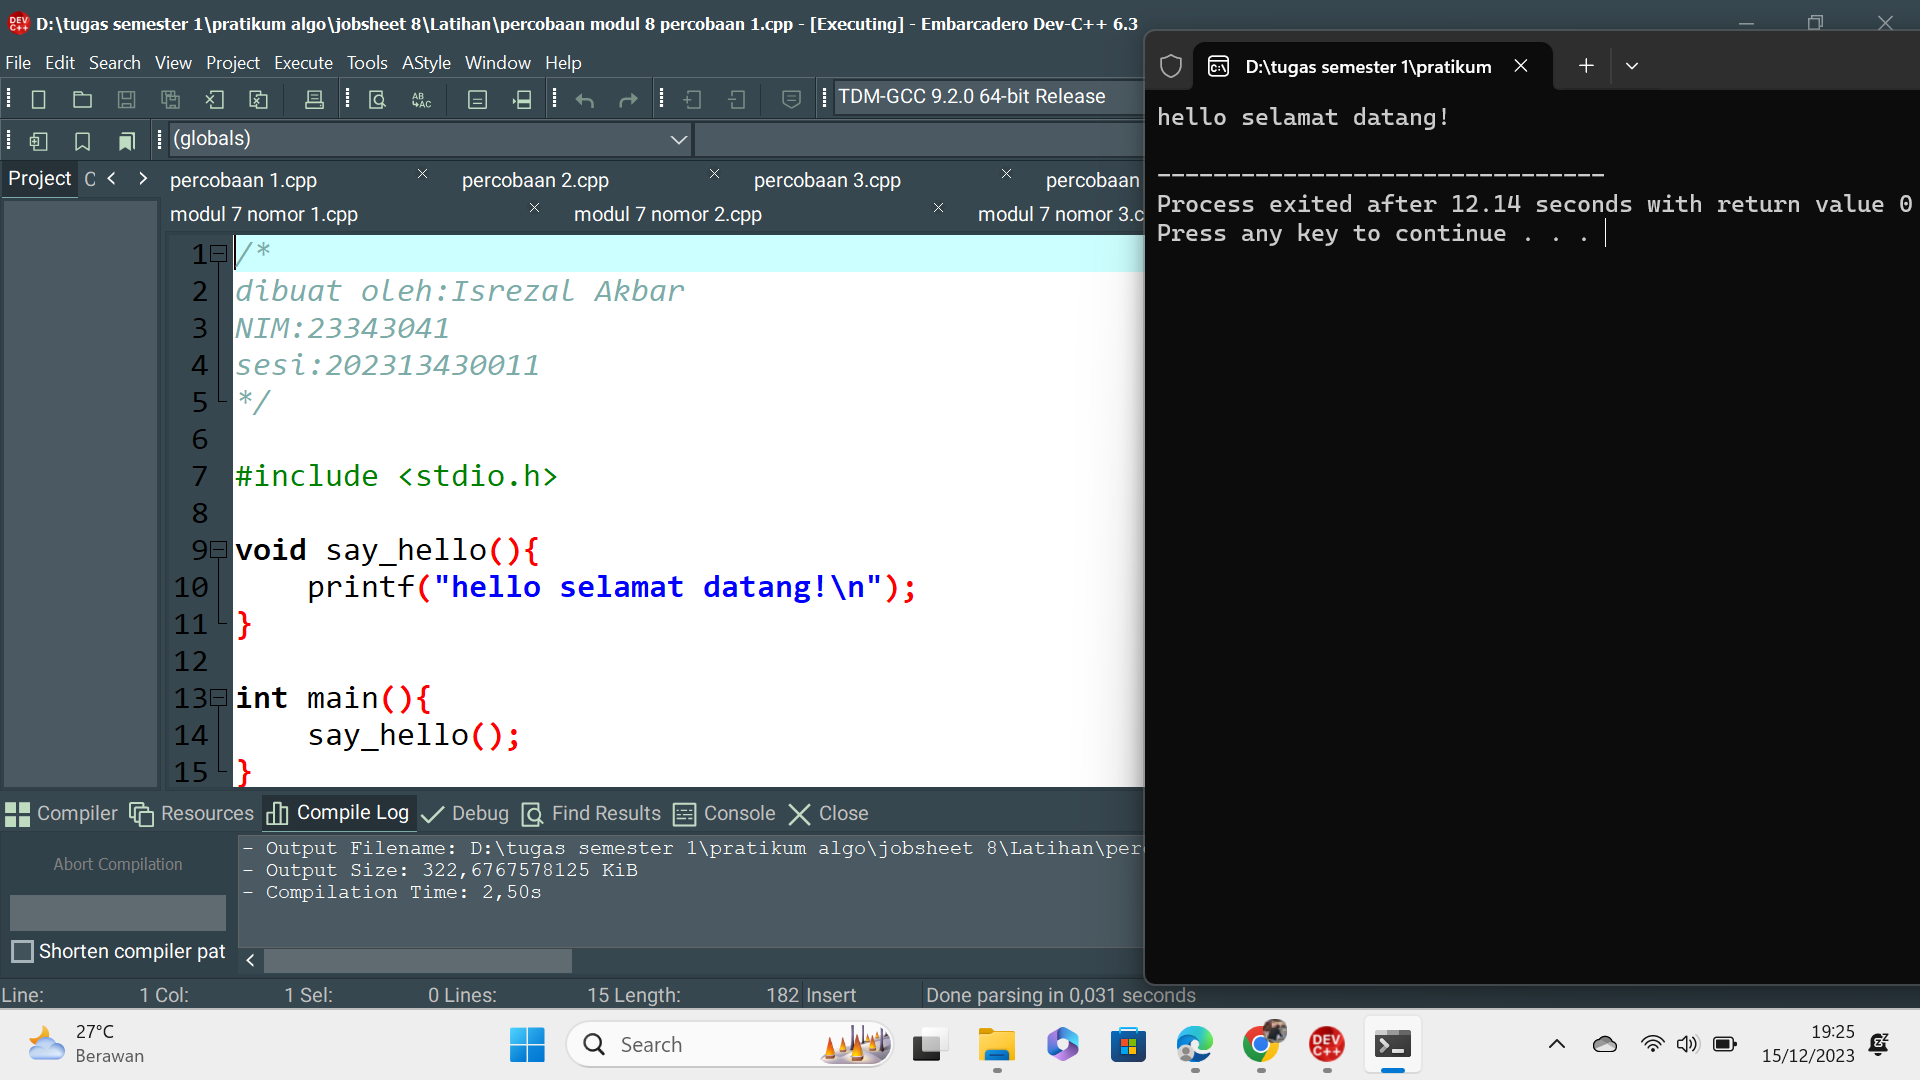 D:\tugas semester 1\pratikum algo\jobsheet 8\Latihan\percobaan modul 8 percobaan 1.cpp - [Executing] - Embarcadero Dev-C++ 6.3
File Edit Search View Project Execute Tools AStyle Window Help
TDM-GCC 9.2.0 64-bit Release
(globals)
Project
percobaan 1.cpp percobaan 2.cpp percobaan 3.cpp percobaan
modul 7 nomor 1.cpp modul 7 nomor 2.cpp modul 7 nomor 3.c
1 /*
2 dibuat oleh:Isrezal Akbar
3 NIM:23343041
4 sesi:202313430011
5 */
6
7 #include <stdio.h>
8
9 void say_hello(){
10 printf("hello selamat datang!\n");
11 }
12
13 int main(){
14 say_hello();
15 }
D:\tugas semester 1\pratikum
hello selamat datang!
--------------------------------
Process exited after 12.14 seconds with return value 0
Press any key to continue . . .
Compiler Resources Compile Log Debug Find Results Console Close
Abort Compilation
Shorten compiler pat
- Output Filename: D:\tugas semester 1\pratikum algo\jobsheet 8\Latihan\per
- Output Size: 322,6767578125 KiB
- Compilation Time: 2,50s
Line: 1 Col: 1 Sel: 0 Lines: 15 Length: 182 Insert Done parsing in 0,031 seconds
27°C
Berawan
Search
DEV C++
19:25
15/12/2023